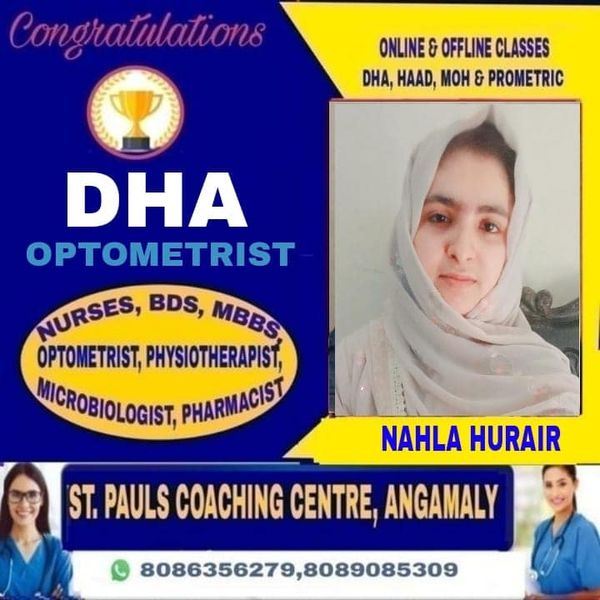 Congratulations
ONLINE & OFFLINE CLASSES
DHA, HAAD, MOH & PROMETRIC
DHA
OPTOMETRIST
NURSES, BDS, MBBS,
OPTOMETRIST, PHYSIOTHERAPIST,
MICROBIOLOGIST, PHARMACIST
NAHLA HURAIR
ST. PAULS COACHING CENTRE, ANGAMALY
8086356279,8089085309